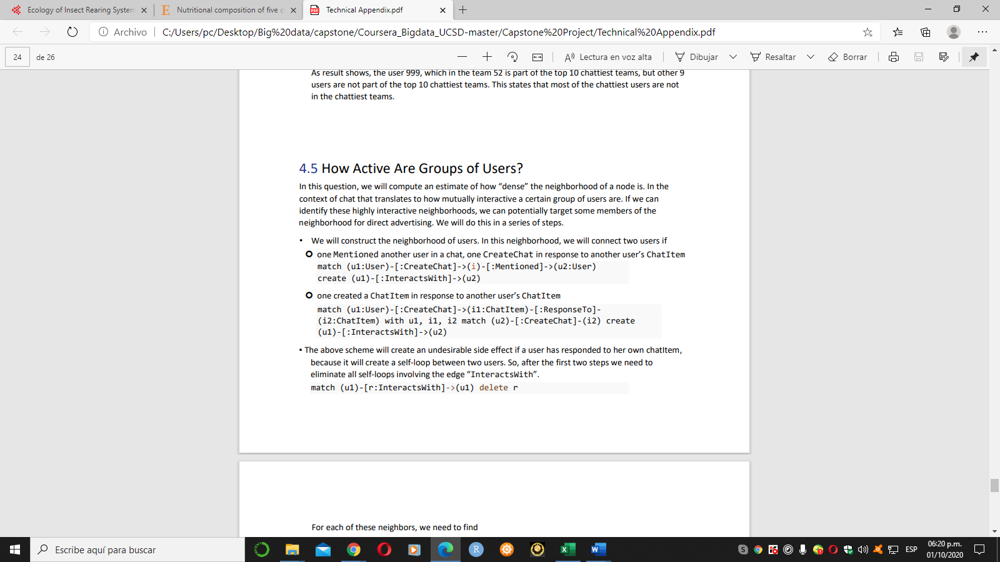 Ecology of Insect Rearing System
Nutritional composition of five c
Technical Appendix.pdf
Archivo
C:/Users/pc/Desktop/Big%20data/capstone/Coursera_Bigdata_UCSD-master/Capstone%20Project/Technical%20Appendix.pdf
24 de 26
Lectura en voz alta
Dibujar
Resaltar
Borrar
As result shows, the user 999, which in the team 52 is part of the top 10 chattiest teams, but other 9
users are not part of the top 10 chattiest teams. This states that most of the chattiest users are not
in the chattiest teams.
4.5 How Active Are Groups of Users?
In this question, we will compute an estimate of how “dense” the neighborhood of a node is. In the
context of chat that translates to how mutually interactive a certain group of users are. If we can
identify these highly interactive neighborhoods, we can potentially target some members of the
neighborhood for direct advertising. We will do this in a series of steps.
• We will construct the neighborhood of users. In this neighborhood, we will connect two users if
one Mentioned another user in a chat, one CreateChat in response to another user’s ChatItem
match (u1:User)-[:CreateChat]->(i)-[:Mentioned]->(u2:User)
create (u1)-[:InteractsWith]->(u2)
one created a ChatItem in response to another user’s ChatItem
match (u1:User)-[:CreateChat]->(i1:ChatItem)-[:ResponseTo]-
(i2:ChatItem) with u1, i1, i2 match (u2)-[:CreateChat]-(i2) create
(u1)-[:InteractsWith]->(u2)
• The above scheme will create an undesirable side effect if a user has responded to her own chatItem,
because it will create a self-loop between two users. So, after the first two steps we need to
eliminate all self-loops involving the edge “InteractsWith”.
match (u1)-[r:InteractsWith]->(u1) delete r
For each of these neighbors, we need to find
Escribe aquí para buscar
ESP
06:20 p.m.
01/10/2020